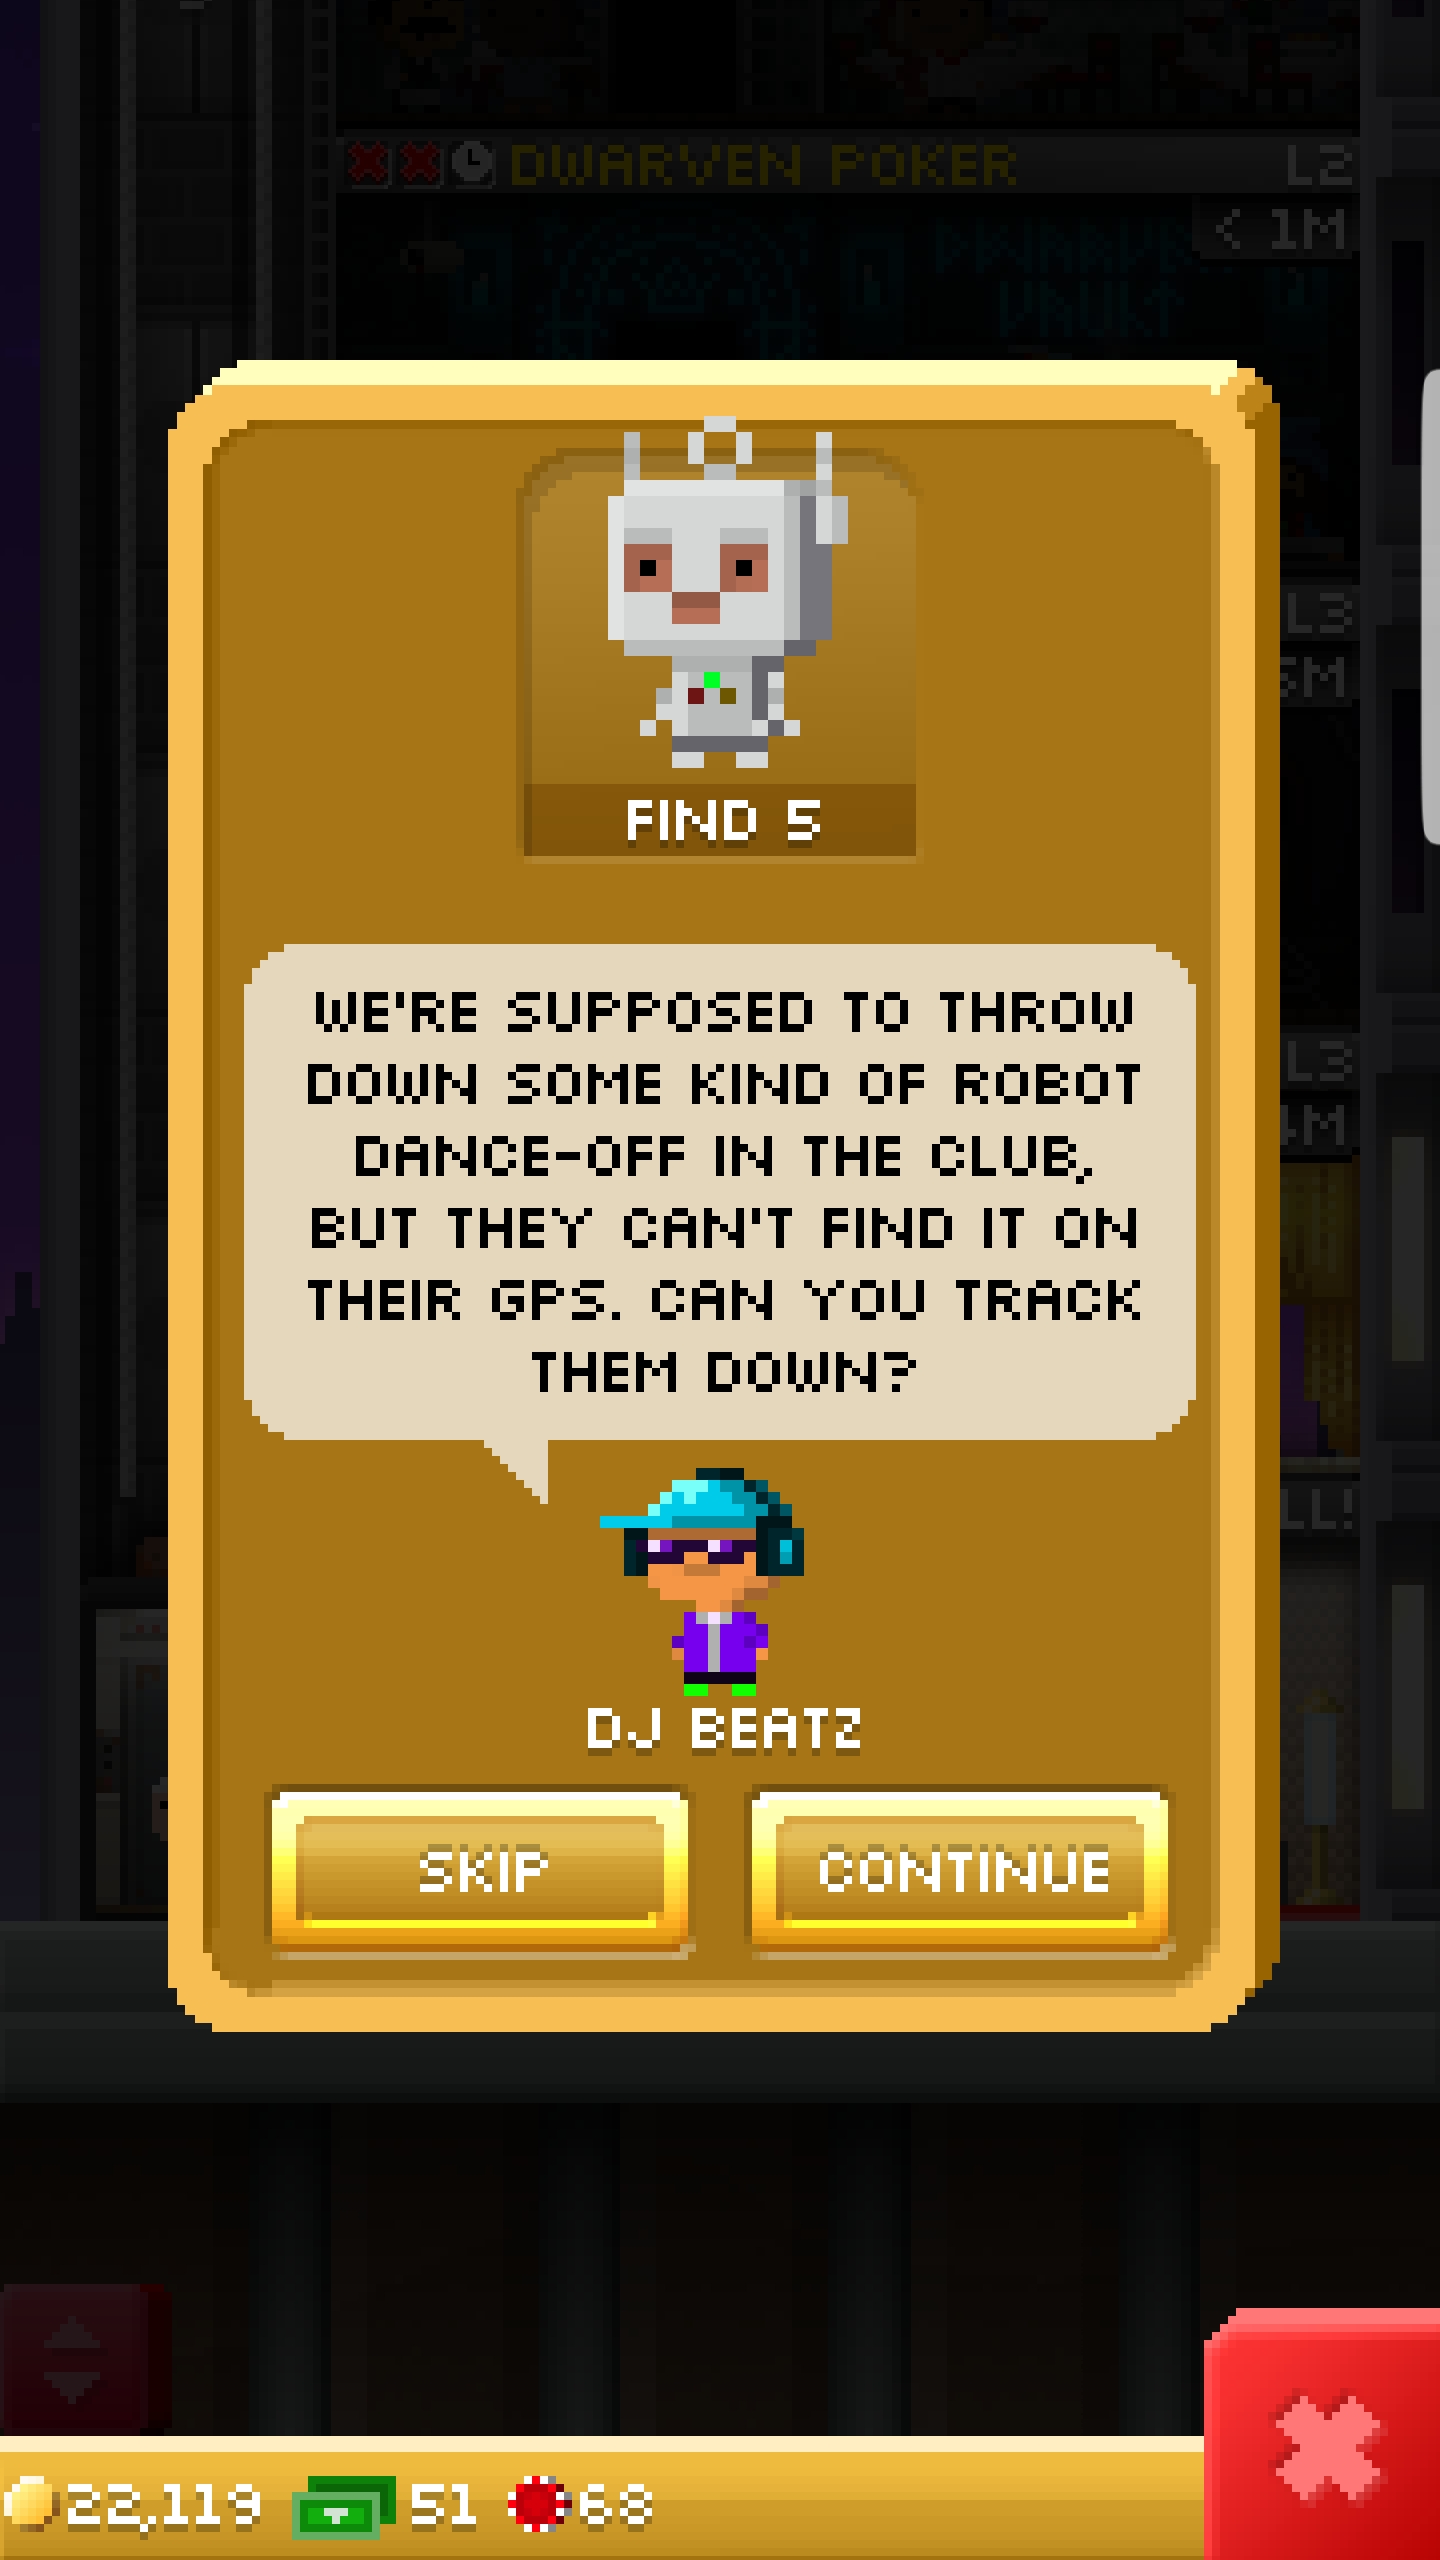 DWARVEN POKER L2
< 1M
FIND 5
L3
WE'RE SUPPOSED TO THROW
DOWN SOME KIND OF ROBOT
DANCE-OFF IN THE CLUB,
BUT THEY CAN'T FIND IT ON
THEIR GPS. CAN YOU TRACK
THEM DOWN?
L3
DJ BEATZ
SKIP CONTINUE
22,119 51 68